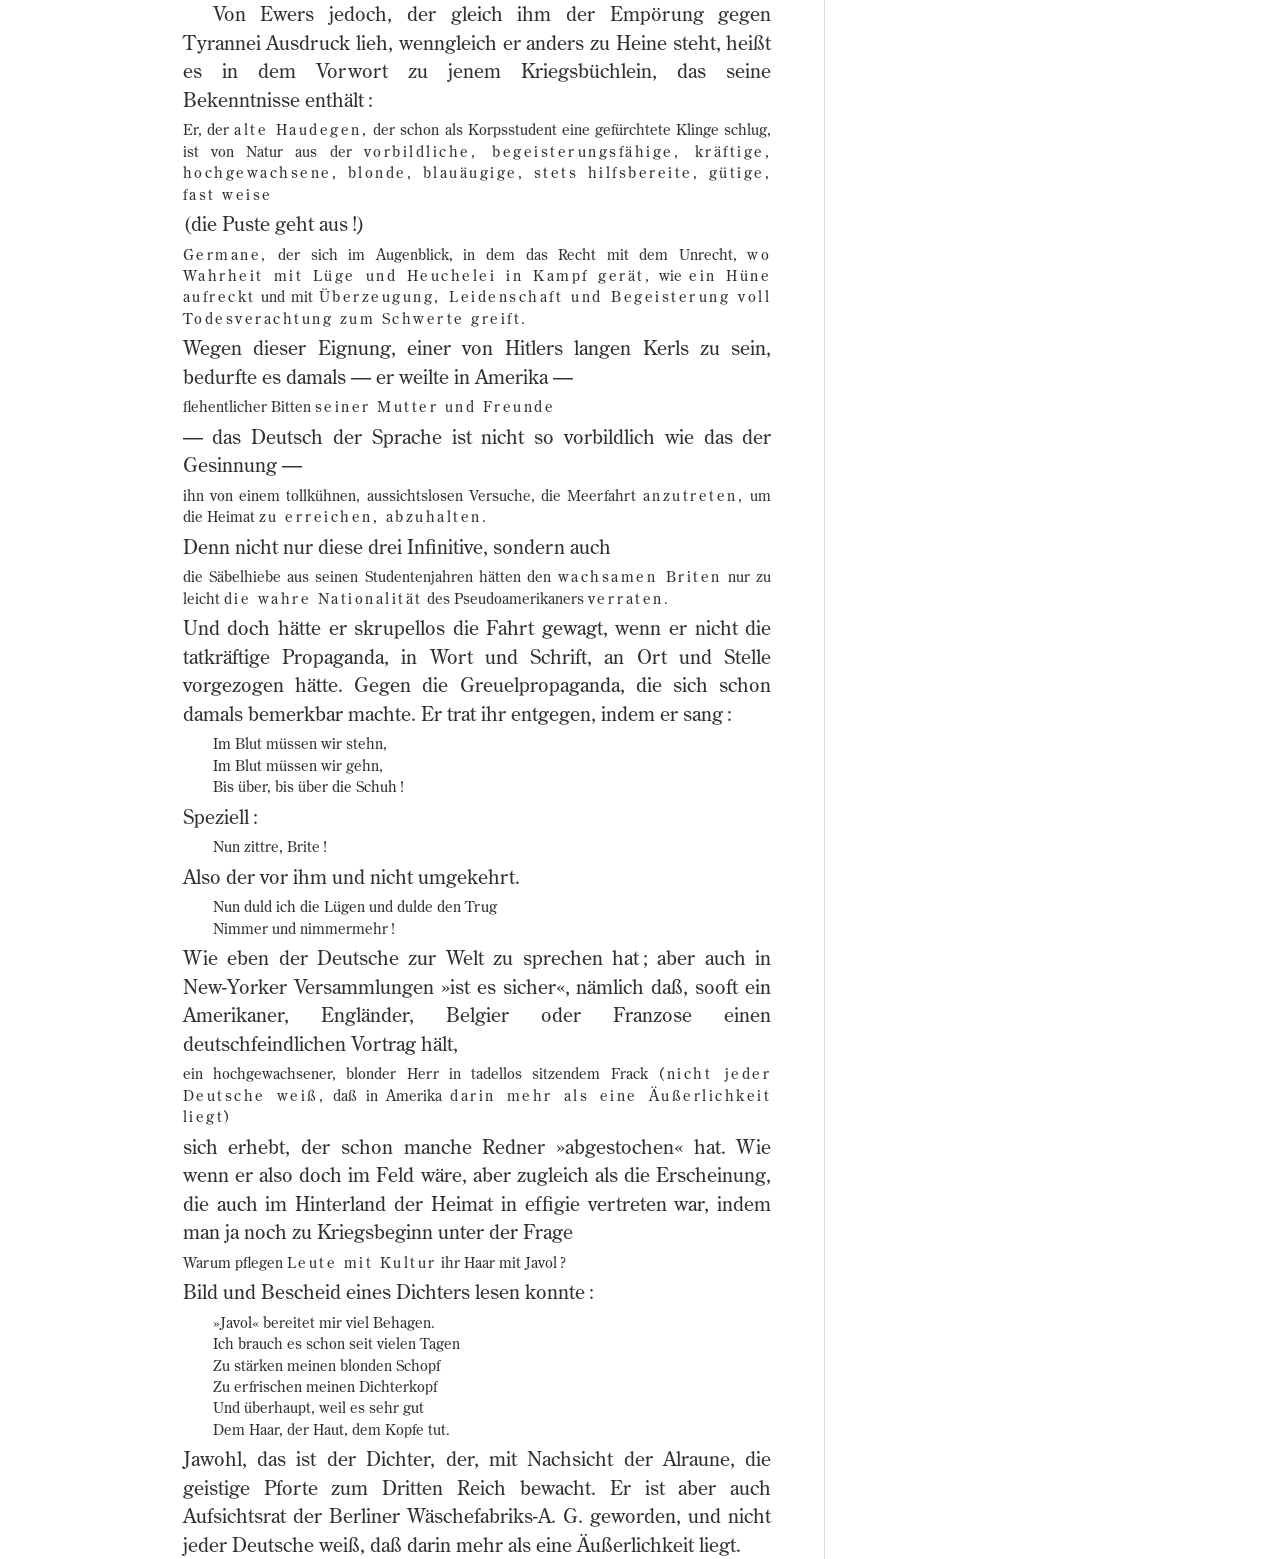 Von Ewers jedoch, der gleich ihm der Empörung gegen
Tyrannei Ausdruck lieh, wenngleich er anders zu Heine steht, heißt
es in dem Vorwort zu jenem Kriegsbüchlein, das seine
Bekenntnisse enthält :
Er, der alte Haudegen, der schon als Korpsstudent eine gefürchtete Klinge schlug,
ist von Natur aus der vorbildliche, begeisterungsfähige, kräftige,
hochgewachsene, blonde, blauäugige, stets hilfsbereite, gütige,
fast weise
(die Puste geht aus !)
Germane, der sich im Augenblick, in dem das Recht mit dem Unrecht, wo
Wahrheit mit Lüge und Heuchelei in Kampf gerät, wie ein Hüne
aufreckt und mit Überzeugung, Leidenschaft und Begeisterung voll
Todesverachtung zum Schwerte greift.
Wegen dieser Eignung, einer von Hitlers langen Kerls zu sein,
bedurfte es damals — er weilte in Amerika —
flehentlicher Bitten seiner Mutter und Freunde
— das Deutsch der Sprache ist nicht so vorbildlich wie das der
Gesinnung —
ihn von einem tollkühnen, aussichtslosen Versuche, die Meerfahrt anzutreten, um
die Heimat zu erreichen, abzuhalten.
Denn nicht nur diese drei Infinitive, sondern auch
die Säbelhiebe aus seinen Studentenjahren hätten den wachsamen Briten nur zu
leicht die wahre Nationalität des Pseudoamerikaners verraten.
Und doch hätte er skrupellos die Fahrt gewagt, wenn er nicht die
tatkräftige Propaganda, in Wort und Schrift, an Ort und Stelle
vorgezogen hätte. Gegen die Greuelpropaganda, die sich schon
damals bemerkbar machte. Er trat ihr entgegen, indem er sang :
Im Blut müssen wir stehn,
Im Blut müssen wir gehn,
Bis über, bis über die Schuh !
Speziell :
Nun zittre, Brite !
Also der vor ihm und nicht umgekehrt.
Nun duld ich die Lügen und dulde den Trug
Nimmer und nimmermehr !
Wie eben der Deutsche zur Welt zu sprechen hat ; aber auch in
New-Yorker Versammlungen »ist es sicher«, nämlich daß, sooft ein
Amerikaner, Engländer, Belgier oder Franzose einen
deutschfeindlichen Vortrag hält,
ein hochgewachsener, blonder Herr in tadellos sitzendem Frack (nicht jeder
Deutsche weiß, daß in Amerika darin mehr als eine Äußerlichkeit
liegt)
sich erhebt, der schon manche Redner »abgestochen« hat. Wie
wenn er also doch im Feld wäre, aber zugleich als die Erscheinung,
die auch im Hinterland der Heimat in effigie vertreten war, indem
man ja noch zu Kriegsbeginn unter der Frage
Warum pflegen Leute mit Kultur ihr Haar mit Javol ?
Bild und Bescheid eines Dichters lesen konnte :
»Javol« bereitet mir viel Behagen.
Ich brauch es schon seit vielen Tagen
Zu stärken meinen blonden Schopf
Zu erfrischen meinen Dichterkopf
Und überhaupt, weil es sehr gut
Dem Haar, der Haut, dem Kopfe tut.
Jawohl, das ist der Dichter, der, mit Nachsicht der Alraune, die
geistige Pforte zum Dritten Reich bewacht. Er ist aber auch
Aufsichtsrat der Berliner Wäschefabriks-A. G. geworden, und nicht
jeder Deutsche weiß, daß darin mehr als eine Äußerlichkeit liegt.